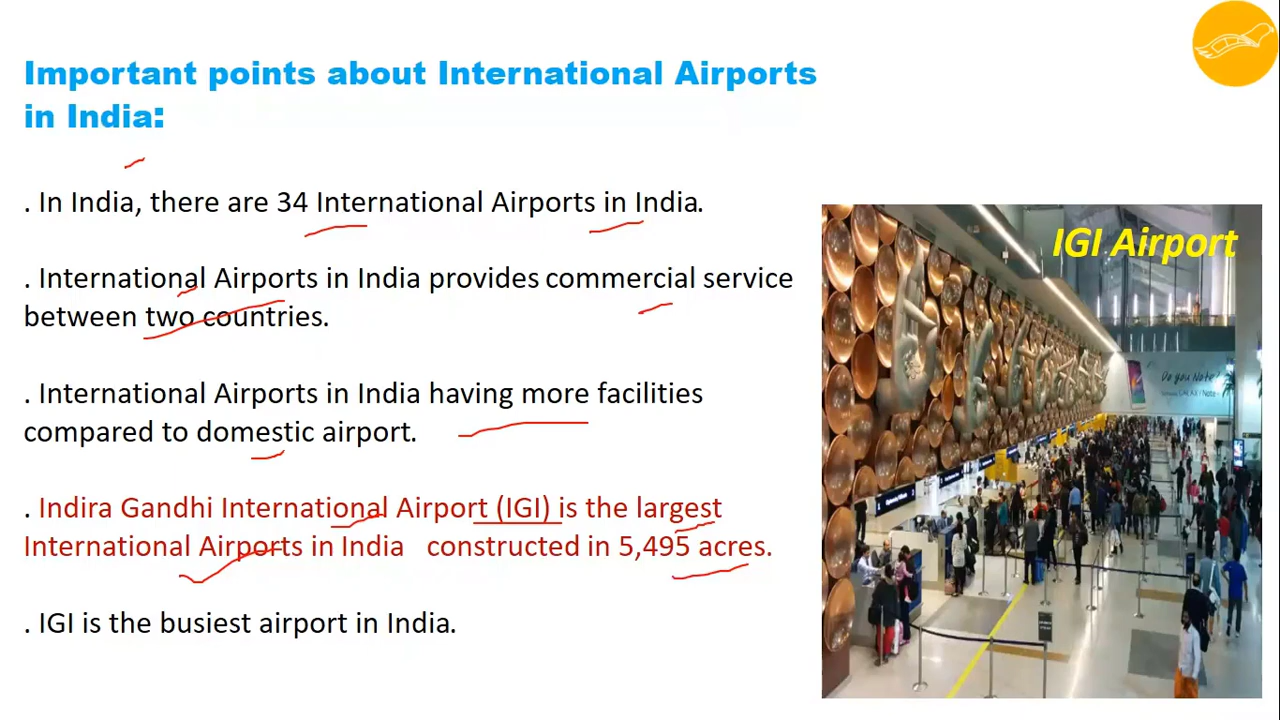 Important points about International Airports
in India:
. In India, there are 34 International Airports in India.
. International Airports in India provides commercial service
between two countries.
. International Airports in India having more facilities
compared to domestic airport.
. Indira Gandhi International Airport (IGI) is the largest
International Airports in India constructed in 5,495 acres.
. IGI is the busiest airport in India.
IGI Airport
Do you Note?